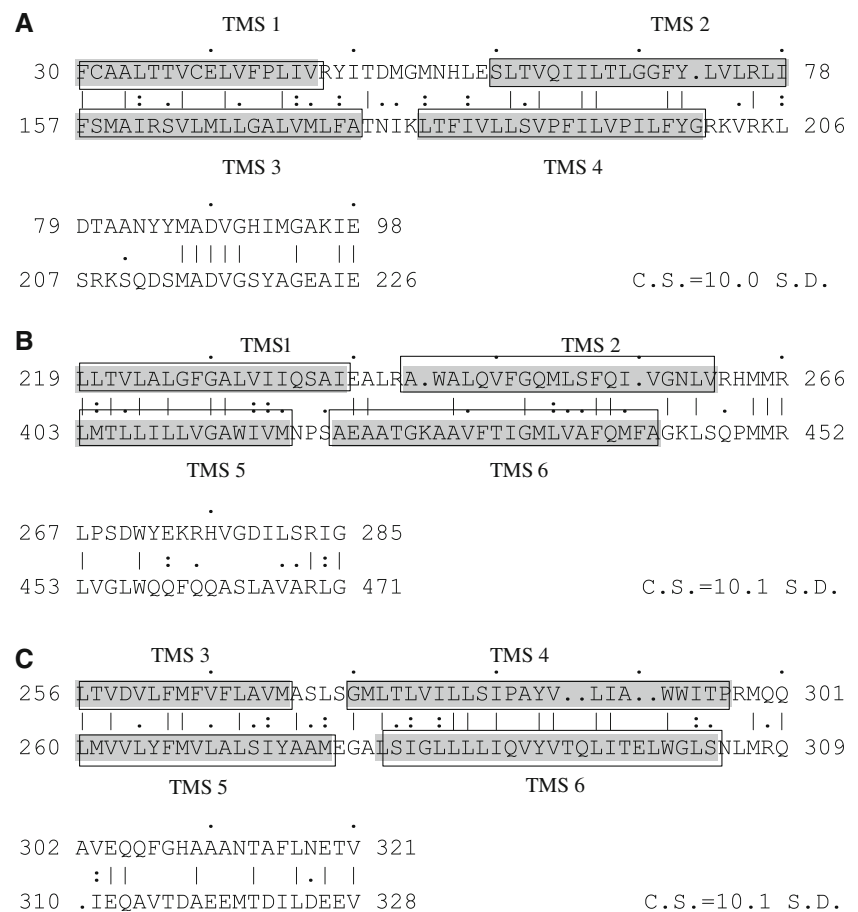 A
TMS 1 TMS 2
. . . . .
30 FCAALTTVCELVFPLIVRYITDMGMNHLESLTVQIILTLGGFY.LVLRLI 78
157 FSMAIRSVLMLLGALVMLFATNIKLTFIVLLSVPFILVPILFYGRKVRKL 206
TMS 3 TMS 4
. .
79 DTAANYYMADVGHIMGAKIE 98
. ||||| | ||
207 SRKSQDSMADVGSYAGEAIE 226 C.S.=10.0 S.D.
B
TMS1 TMS 2
. . . . .
219 LLTVLALGFGALVIIQSAIEALRA.WALQVFGQMLSFQI.VGNLVRHMMR 266
403 LMTLLILLVGAWIVMNPSAEAATGKAAVFTIGMLVAFQMFAGKLSQPMMR 452
TMS 5 TMS 6
.
267 LPSDWYEKRHVGDILSRIG 285
| | : . ..|:|
453 LVGLWQQFQQASLAVARLG 471 C.S.=10.1 S.D.
C
TMS 3 TMS 4
. . . . .
256 LTVDVLFMFVFLAVMASLSGMLTLVILLSIPAYV..LIA..WWITPRMQQ 301
260 LMVVLYFMVLALSIYAAMEGALSIGLLLLIQVYVTQLITELWGLSNLMRQ 309
TMS 5 TMS 6
. .
302 AVEQQFGHAAANTAFLNETV 321
:|| | | |.| |
310 .IEQAVTDAEEMTDILDEEV 328 C.S.=10.1 S.D.